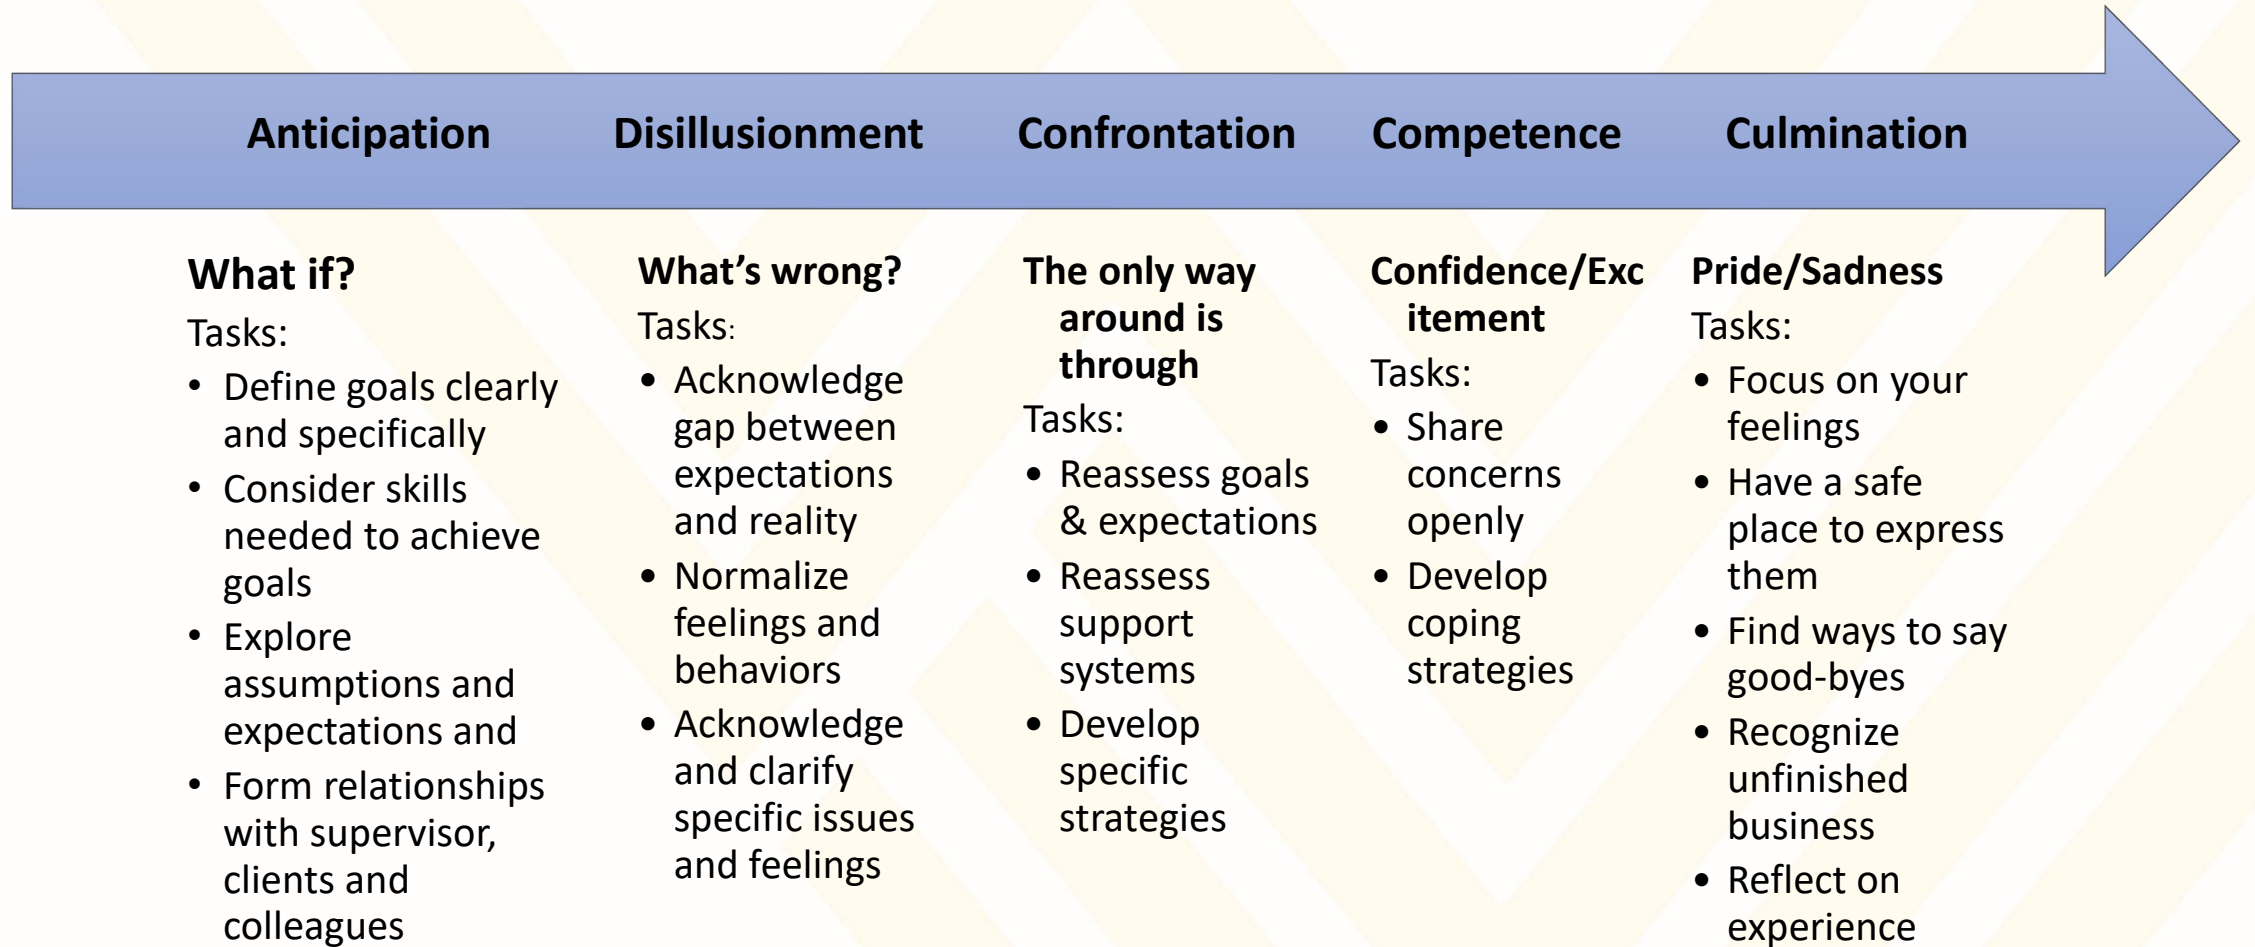 Anticipation
Disillusionment
Confrontation
Competence
Culmination
What if?
Tasks:
• Define goals clearly
and specifically
• Consider skills
needed to achieve
goals
• Explore
assumptions and
expectations and
• Form relationships
with supervisor,
clients and
colleagues
What's wrong?
Tasks:
• Acknowledge
gap between
expectations
and reality
• Normalize
feelings and
behaviors
• Acknowledge
and clarify
specific issues
and feelings
The only way
around is
through
Tasks:
• Reassess goals
& expectations
• Reassess
support
systems
• Develop
specific
strategies
Confidence/Exc
itement
Tasks:
• Share
concerns
openly
• Develop
coping
strategies
Pride/Sadness
Tasks:
• Focus on your
feelings
• Have a safe
place to express
them
• Find ways to say
good-byes
• Recognize
unfinished
business
• Reflect on
experience